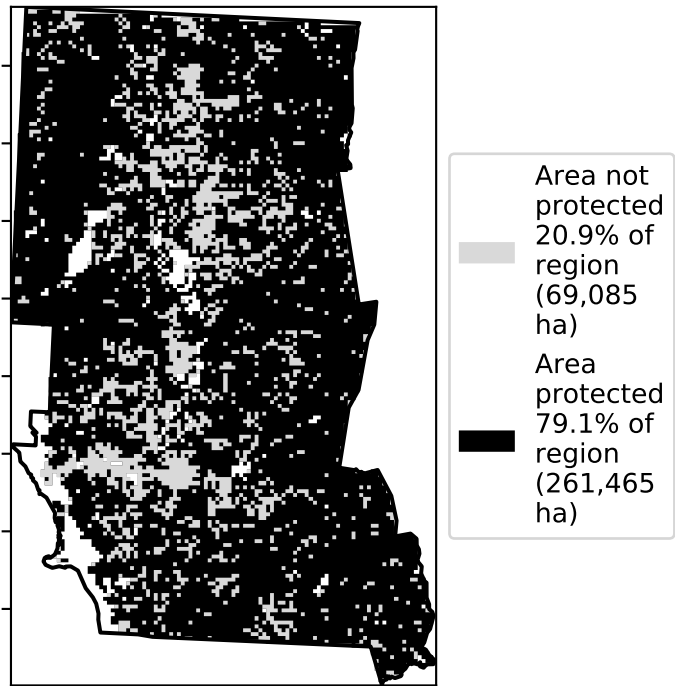 Area not
protected
20.9% of
region
(69,085
ha)
Area
protected
79.1% of
region
(261,465
ha)